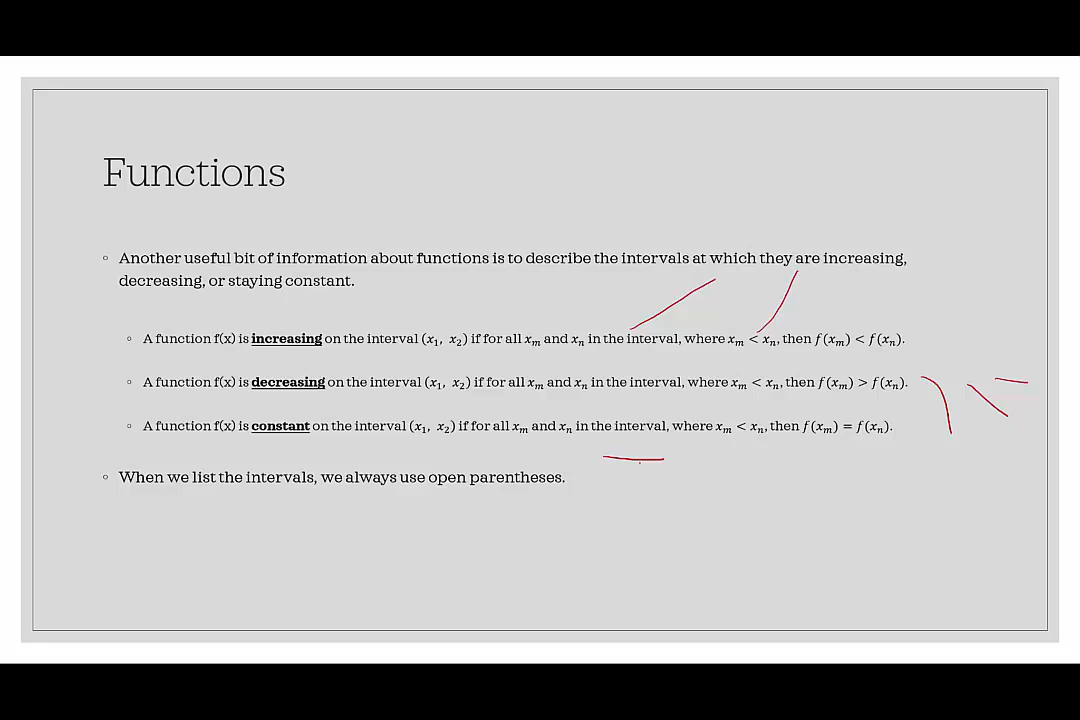 Functions
◦ Another useful bit of information about functions is to describe the intervals at which they are increasing,
decreasing, or staying constant.
◦ A function f(x) is increasing on the interval (𝑥₁, 𝑥₂) if for all 𝑥ₘ and 𝑥ₙ in the interval, where 𝑥ₘ < 𝑥ₙ, then 𝑓(𝑥ₘ) < 𝑓(𝑥ₙ).
◦ A function f(x) is decreasing on the interval (𝑥₁, 𝑥₂) if for all 𝑥ₘ and 𝑥ₙ in the interval, where 𝑥ₘ < 𝑥ₙ, then 𝑓(𝑥ₘ) > 𝑓(𝑥ₙ).
◦ A function f(x) is constant on the interval (𝑥₁, 𝑥₂) if for all 𝑥ₘ and 𝑥ₙ in the interval, where 𝑥ₘ < 𝑥ₙ, then 𝑓(𝑥ₘ) = 𝑓(𝑥ₙ).
◦ When we list the intervals, we always use open parentheses.